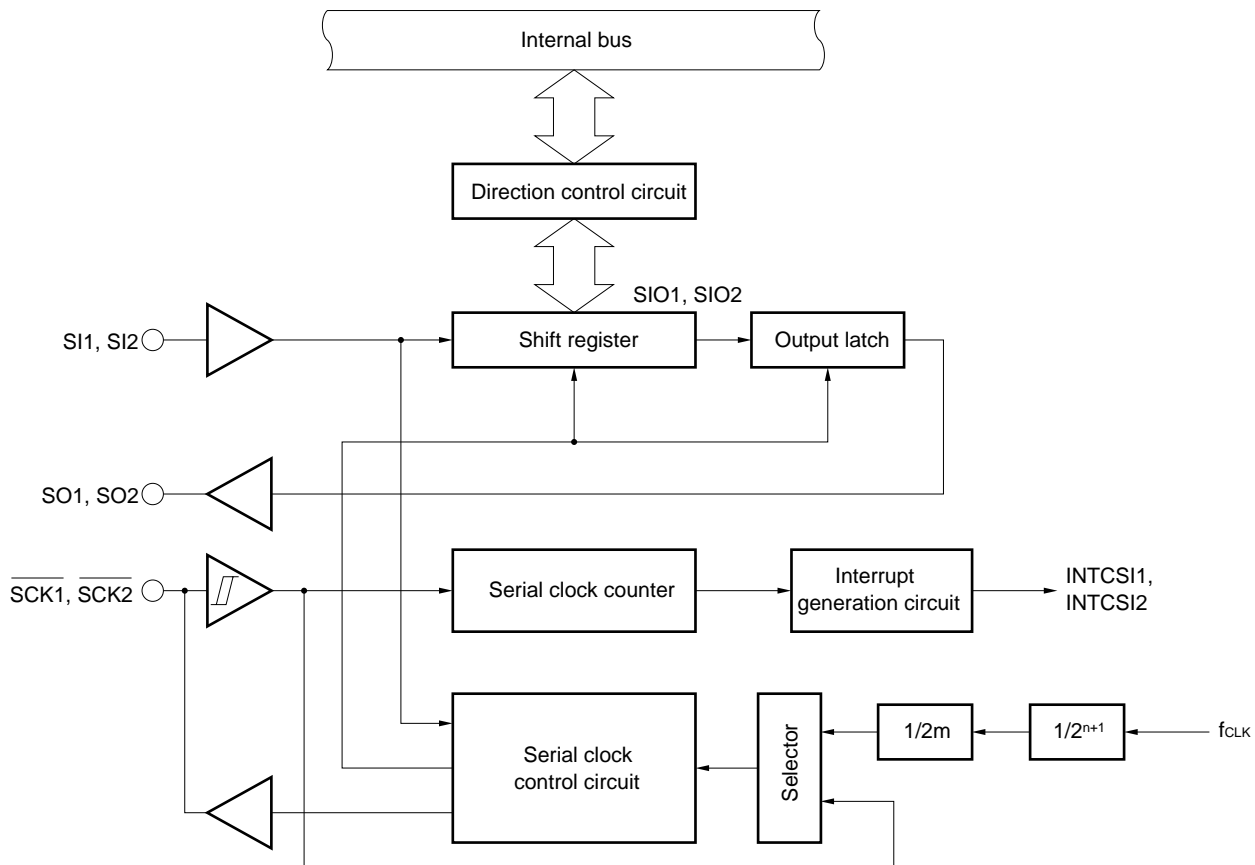 Internal bus
Direction control circuit
SIO1, SIO2
SI1, SI2
Shift register
Output latch
SO1, SO2
SCK1, SCK2
Serial clock counter
Interrupt
generation circuit
INTCSI1,
INTCSI2
Serial clock
control circuit
Selector
1/2m
1/2ⁿ⁺¹
fCLK